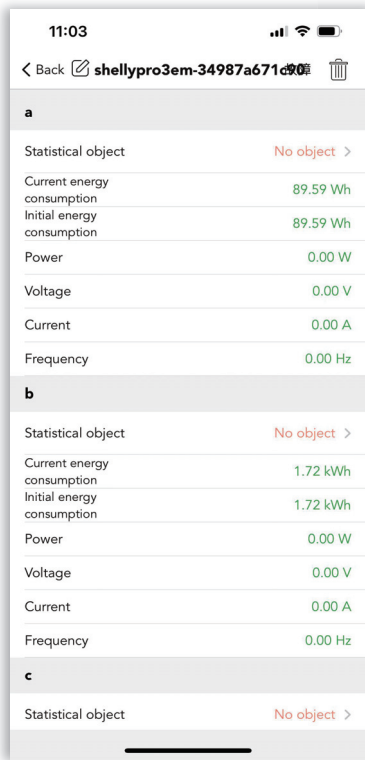 11:03
Back shellypro3em-34987a671c90 故障
a
Statistical object No object
Current energy
consumption 89.59 Wh
Initial energy
consumption 89.59 Wh
Power 0.00 W
Voltage 0.00 V
Current 0.00 A
Frequency 0.00 Hz
b
Statistical object No object
Current energy
consumption 1.72 kWh
Initial energy
consumption 1.72 kWh
Power 0.00 W
Voltage 0.00 V
Current 0.00 A
Frequency 0.00 Hz
c
Statistical object No object